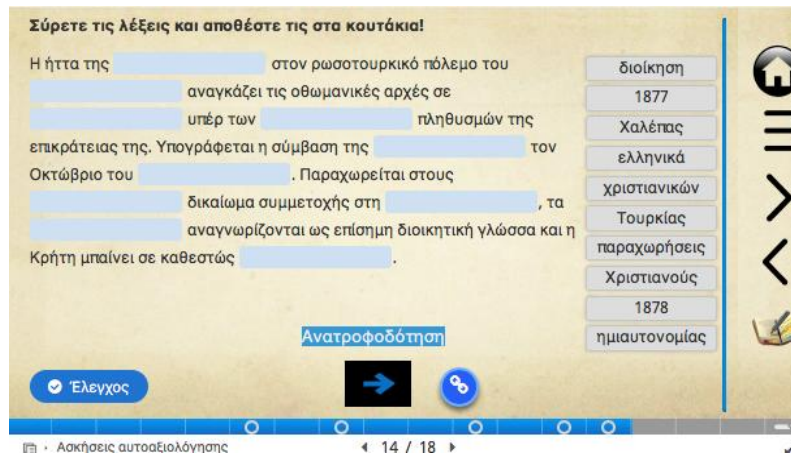 Σύρετε τις λέξεις και αποθέστε τις στα κουτάκια!
Η ήττα της στον ρωσοτουρκικό πόλεμο του
αναγκάζει τις οθωμανικές αρχές σε
υπέρ των πληθυσμών της
επικράτειας της. Υπογράφεται η σύμβαση της τον
Οκτώβριο του . Παραχωρείται στους
δικαίωμα συμμετοχής στη , τα
αναγνωρίζονται ως επίσημη διοικητική γλώσσα και η
Κρήτη μπαίνει σε καθεστώς .
διοίκηση
1877
Χαλέπας
ελληνικά
χριστιανικών
Τουρκίας
παραχωρήσεις
Χριστιανούς
1878
ημιαυτονομίας
Ανατροφοδότηση
Έλεγχος
Ασκήσεις αυτοαξιολόγησης
14 / 18